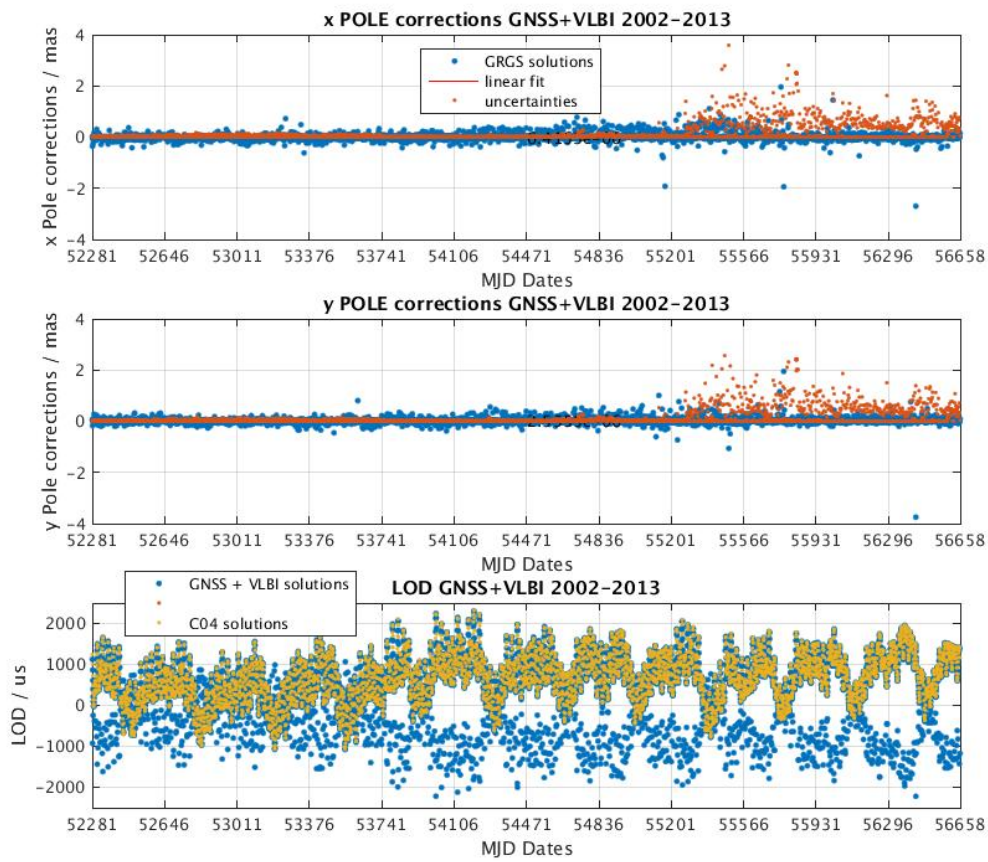 x POLE corrections GNSS+VLBI 2002-2013
x Pole corrections / mas
4
2
0
-2
-4
GRGS solutions
linear fit
uncertainties
52281 52646 53011 53376 53741 54106 54471 54836 55201 55566 55931 56296 56658
MJD Dates
y POLE corrections GNSS+VLBI 2002-2013
y Pole corrections / mas
4
2
0
-2
-4
52281 52646 53011 53376 53741 54106 54471 54836 55201 55566 55931 56296 56658
MJD Dates
LOD GNSS+VLBI 2002-2013
GNSS + VLBI solutions
C04 solutions
LOD / us
2000
1000
0
-1000
-2000
52281 52646 53011 53376 53741 54106 54471 54836 55201 55566 55931 56296 56658
MJD Dates